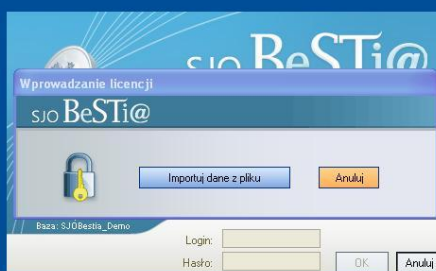 SJO BeSTi@
Wprowadzanie licencji
SJO BeSTi@
Importuj dane z pliku
Anuluj
Baza: SJOBestia_Demo
Login:
Hasło:
OK
Anuluj